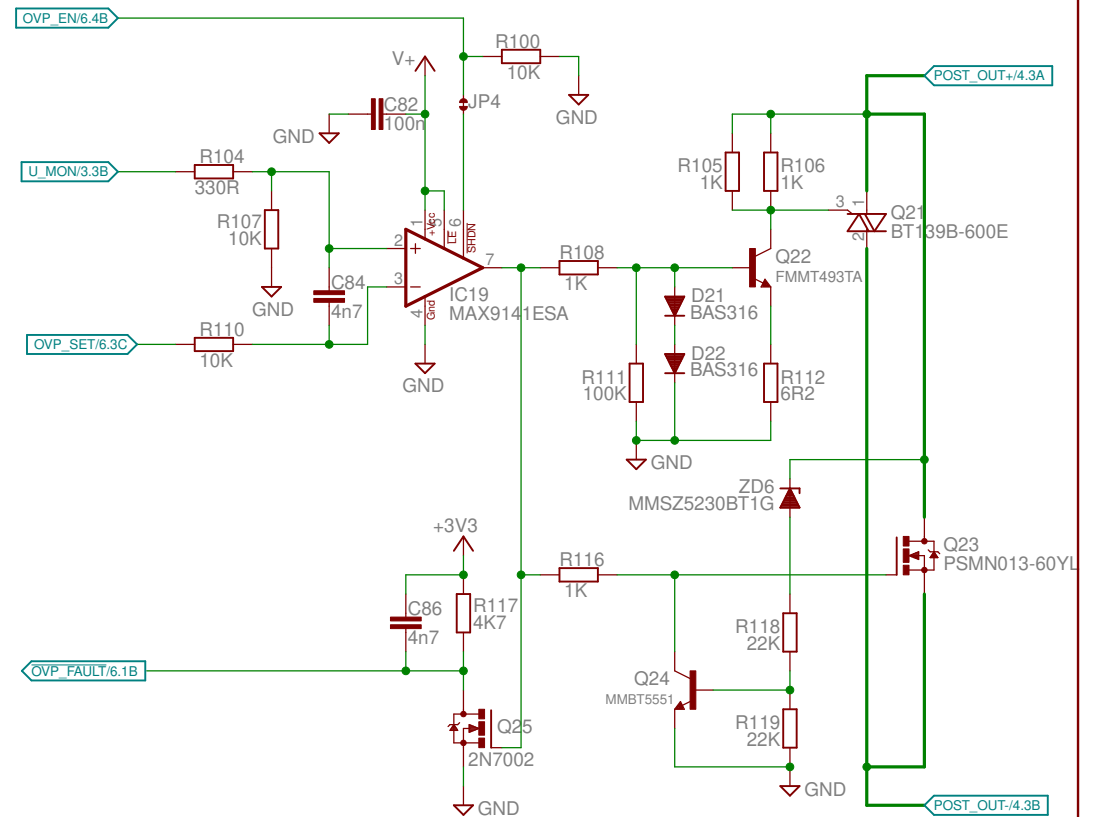 OVP_EN/6.4B
R100
10K
GND
V+
JP4
C82
100n
GND
POST_OUT+/4.3A
U_MON/3.3B
R104
330R
R107
10K
GND
C84
4n7
OVP_SET/6.3C
R110
10K
1
+Vcc
5
LE
6
SHDN
2
3
7
4
Gnd
IC19
MAX9141ESA
GND
R105
1K
R106
1K
3
1
2
Q21
BT139B-600E
R108
1K
Q22
FMMT493TA
D21
BAS316
D22
BAS316
R111
100K
R112
6R2
GND
ZD6
MMSZ5230BT1G
Q23
PSMN013-60YL
+3V3
R116
1K
C86
4n7
R117
4K7
OVP_FAULT/6.1B
R118
22K
Q24
MMBT5551
R119
22K
Q25
2N7002
GND
GND
POST_OUT-/4.3B